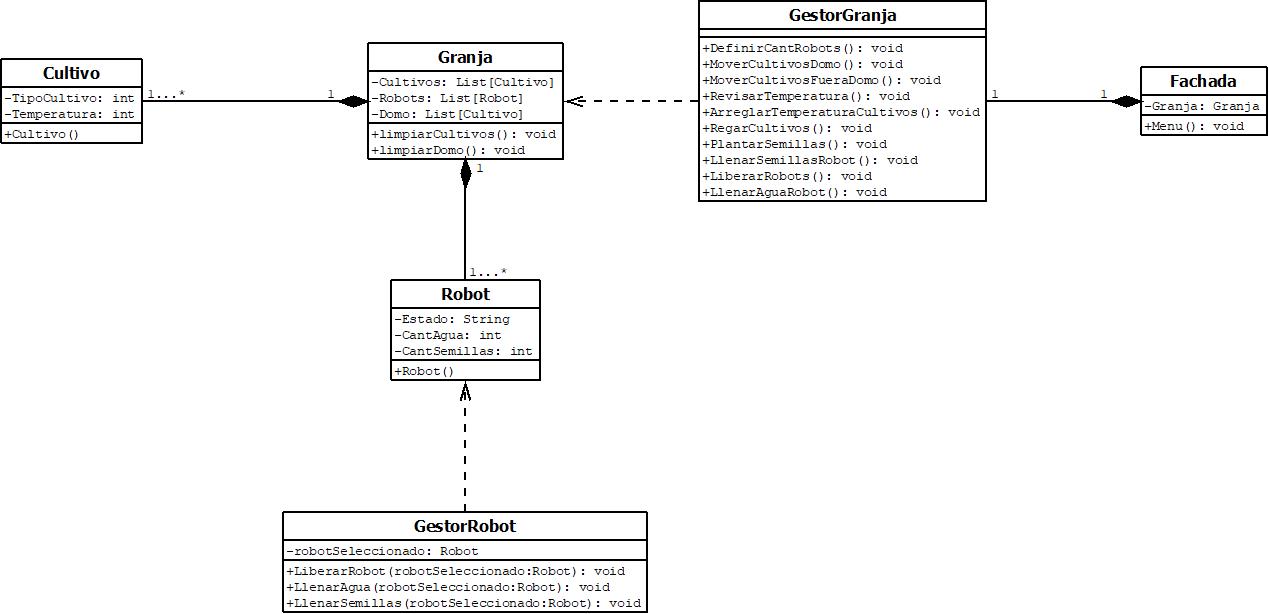 Cultivo
-TipoCultivo: int
-Temperatura: int
+Cultivo()
1...*
1
Granja
-Cultivos: List[Cultivo]
-Robots: List[Robot]
-Domo: List[Cultivo]
+limpiarCultivos(): void
+limpiarDomo(): void
1
1...*
GestorGranja
+DefinirCantRobots(): void
+MoverCultivosDomo(): void
+MoverCultivosFueraDomo(): void
+RevisarTemperatura(): void
+ArreglarTemperaturaCultivos(): void
+RegarCultivos(): void
+PlantarSemillas(): void
+LlenarSemillasRobot(): void
+LiberarRobots(): void
+LlenarAguaRobot(): void
1
1
Fachada
-Granja: Granja
+Menu(): void
Robot
-Estado: String
-CantAgua: int
-CantSemillas: int
+Robot()
GestorRobot
-robotSeleccionado: Robot
+LiberarRobot(robotSeleccionado:Robot): void
+LlenarAgua(robotSeleccionado:Robot): void
+LlenarSemillas(robotSeleccionado:Robot): void